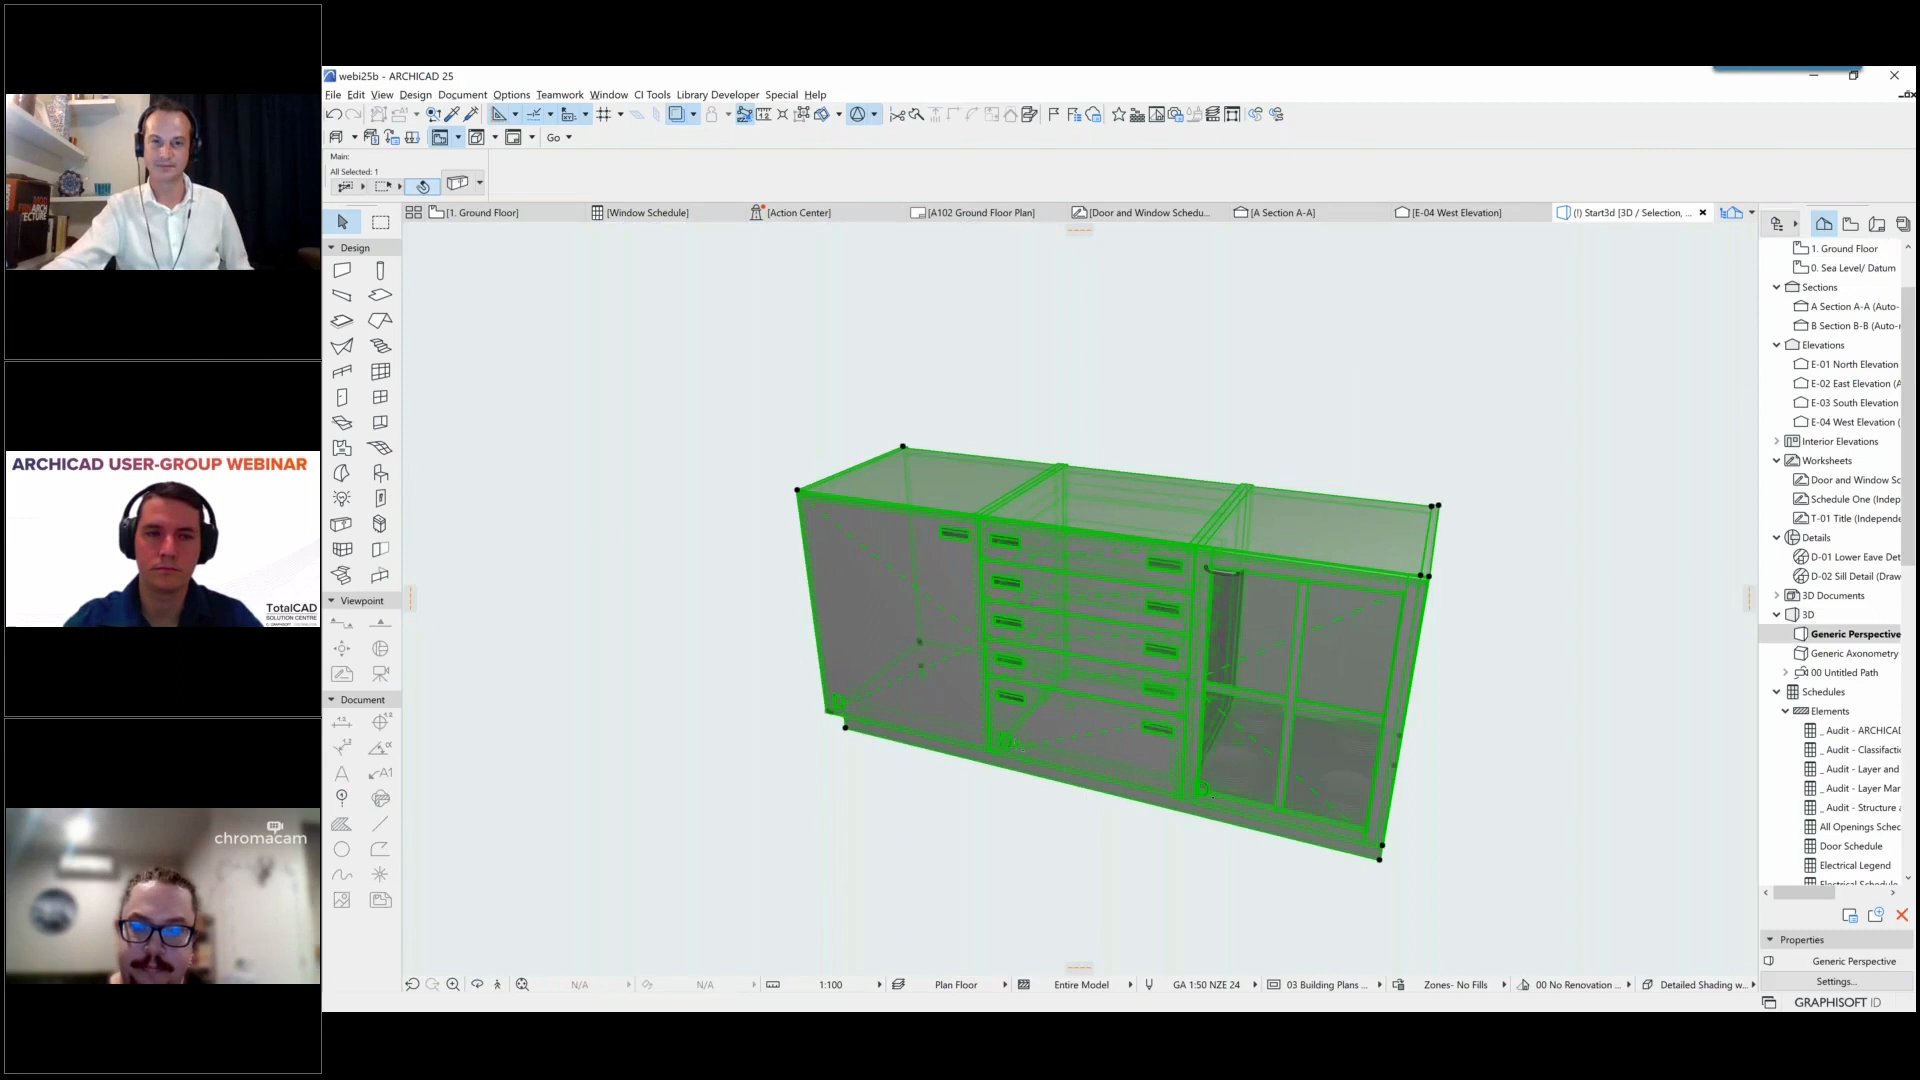 webi25b - ARCHICAD 25
File Edit View Design Document Options Teamwork Window CI Tools Library Developer Special Help
Go
Main:
All Selected: 1
[1. Ground Floor]
[Window Schedule]
[Action Center]
[A102 Ground Floor Plan]
[Door and Window Schedu...
[A Section A-A]
[E-04 West Elevation]
(!) Start3d [3D / Selection, ...
Design
Viewpoint
Document
1. Ground Floor
0. Sea Level/ Datum
Sections
A Section A-A (Auto-
B Section B-B (Auto-
Elevations
E-01 North Elevation
E-02 East Elevation (A
E-03 South Elevation
E-04 West Elevation (
Interior Elevations
Worksheets
Door and Window Sc
Schedule One (Indep
T-01 Title (Independe
Details
D-01 Lower Eave Det
D-02 Sill Detail (Draw
3D Documents
3D
Generic Perspective
Generic Axonometry
00 Untitled Path
Schedules
Elements
_ Audit - ARCHICAD
_ Audit - Classifacti
_ Audit - Layer and
_ Audit - Layer Mar
_ Audit - Structure a
All Openings Sched
Door Schedule
Electrical Legend
Electrical Schedule
Properties
Generic Perspective
Settings...
GRAPHISOFT ID
N/A
N/A
1:100
Plan Floor
Entire Model
GA 1:50 NZE 24
03 Building Plans ...
Zones- No Fills
00 No Renovation ...
Detailed Shading w...
ARCHICAD USER-GROUP WEBINAR
TotalCAD
SOLUTION CENTRE
chromacam